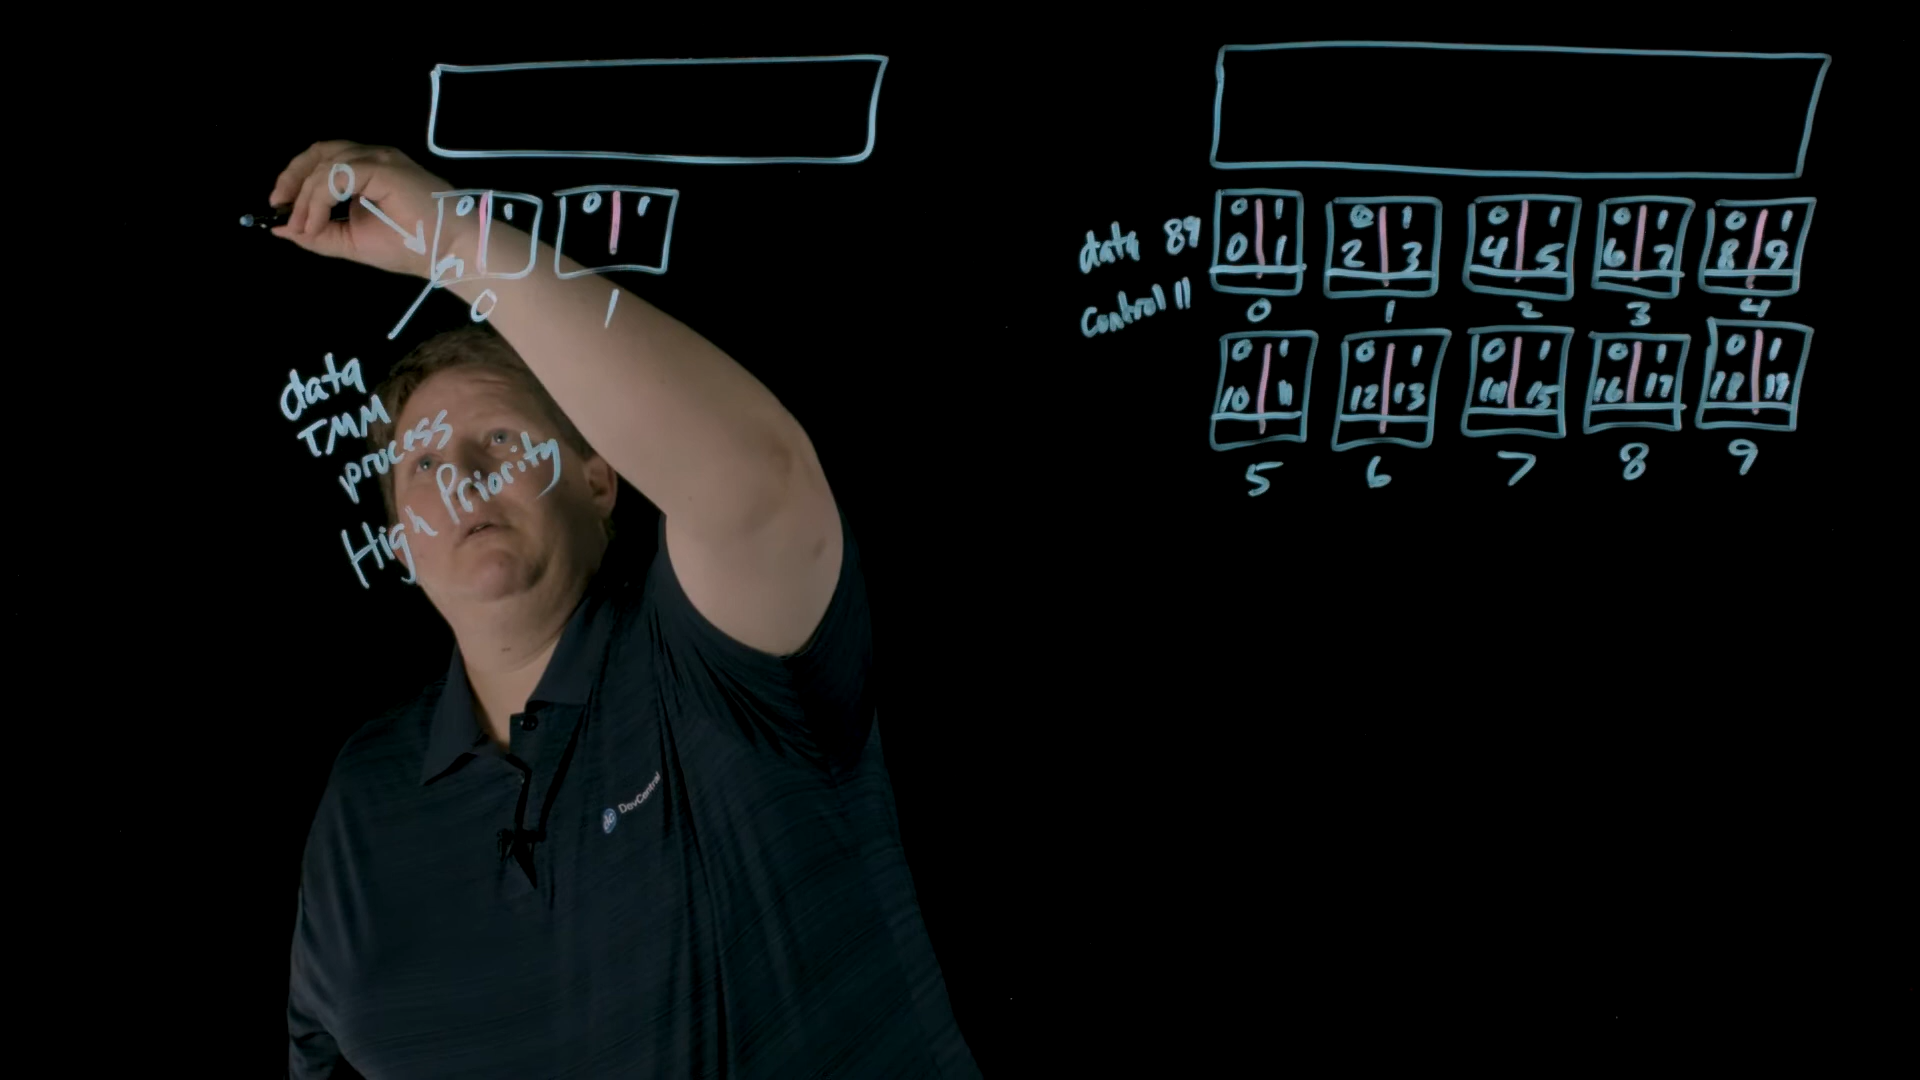 0
0 1 0 1
0 1
data
TMM
process
High Priority
DevCentral
data 89
control 11
0 1 0 1 0 1 0 1 0 1
0 1 2 3 4 5 6 7 8 9
0 1 2 3 4
0 1 0 1 0 1 0 1 0 1
10 11 12 13 14 15 16 17 18 19
5 6 7 8 9